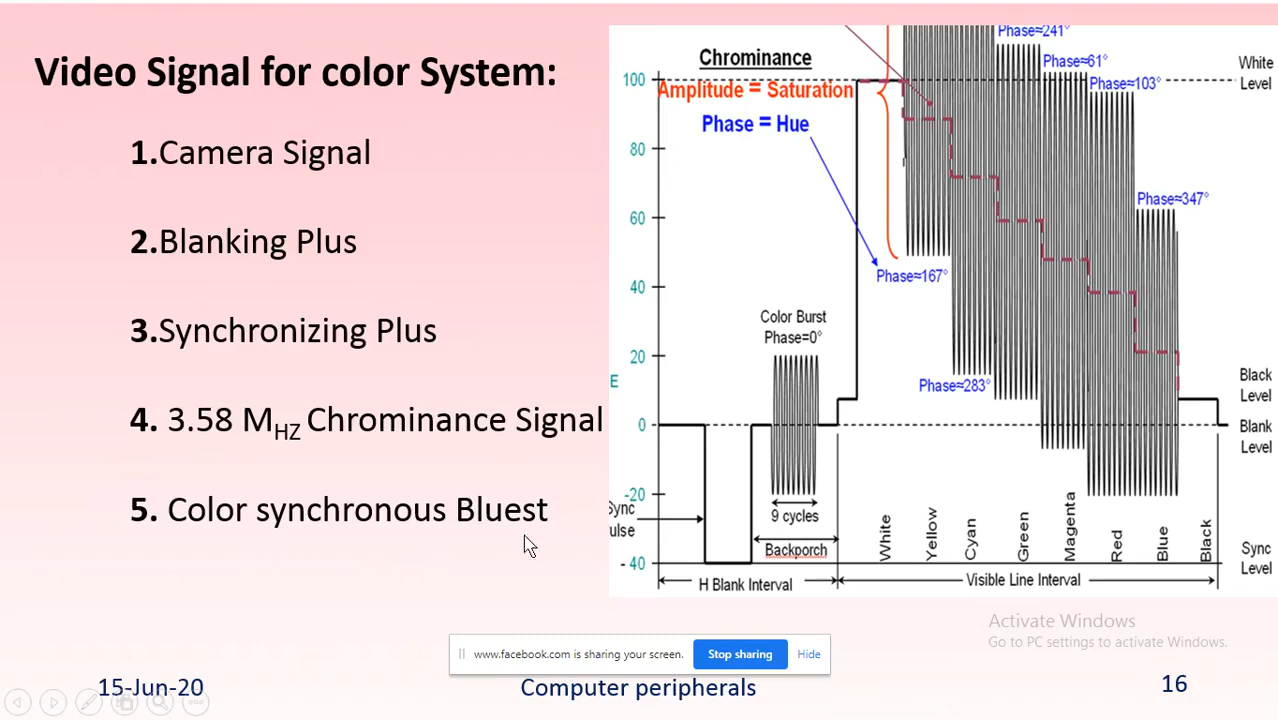 Video Signal for color System:
1.Camera Signal
2.Blanking Plus
3.Synchronizing Plus
4. 3.58 MHZ Chrominance Signal
5. Color synchronous Bluest
Chrominance
Amplitude = Saturation
Phase = Hue
Phase≈241°
Phase≈61°
Phase≈103°
Phase≈347°
Phase≈167°
Phase≈283°
Color Burst
Phase=0°
100
80
60
40
20
0
-20
- 40
E
White
Level
Black
Level
Blank
Level
Sync
Level
9 cycles
Backporch
H Blank Interval
Visible Line Interval
White
Yellow
Cyan
Green
Magenta
Red
Blue
Black
Activate Windows
Go to PC settings to activate Windows.
www.facebook.com is sharing your screen.
Stop sharing
Hide
15-Jun-20
Computer peripherals
16